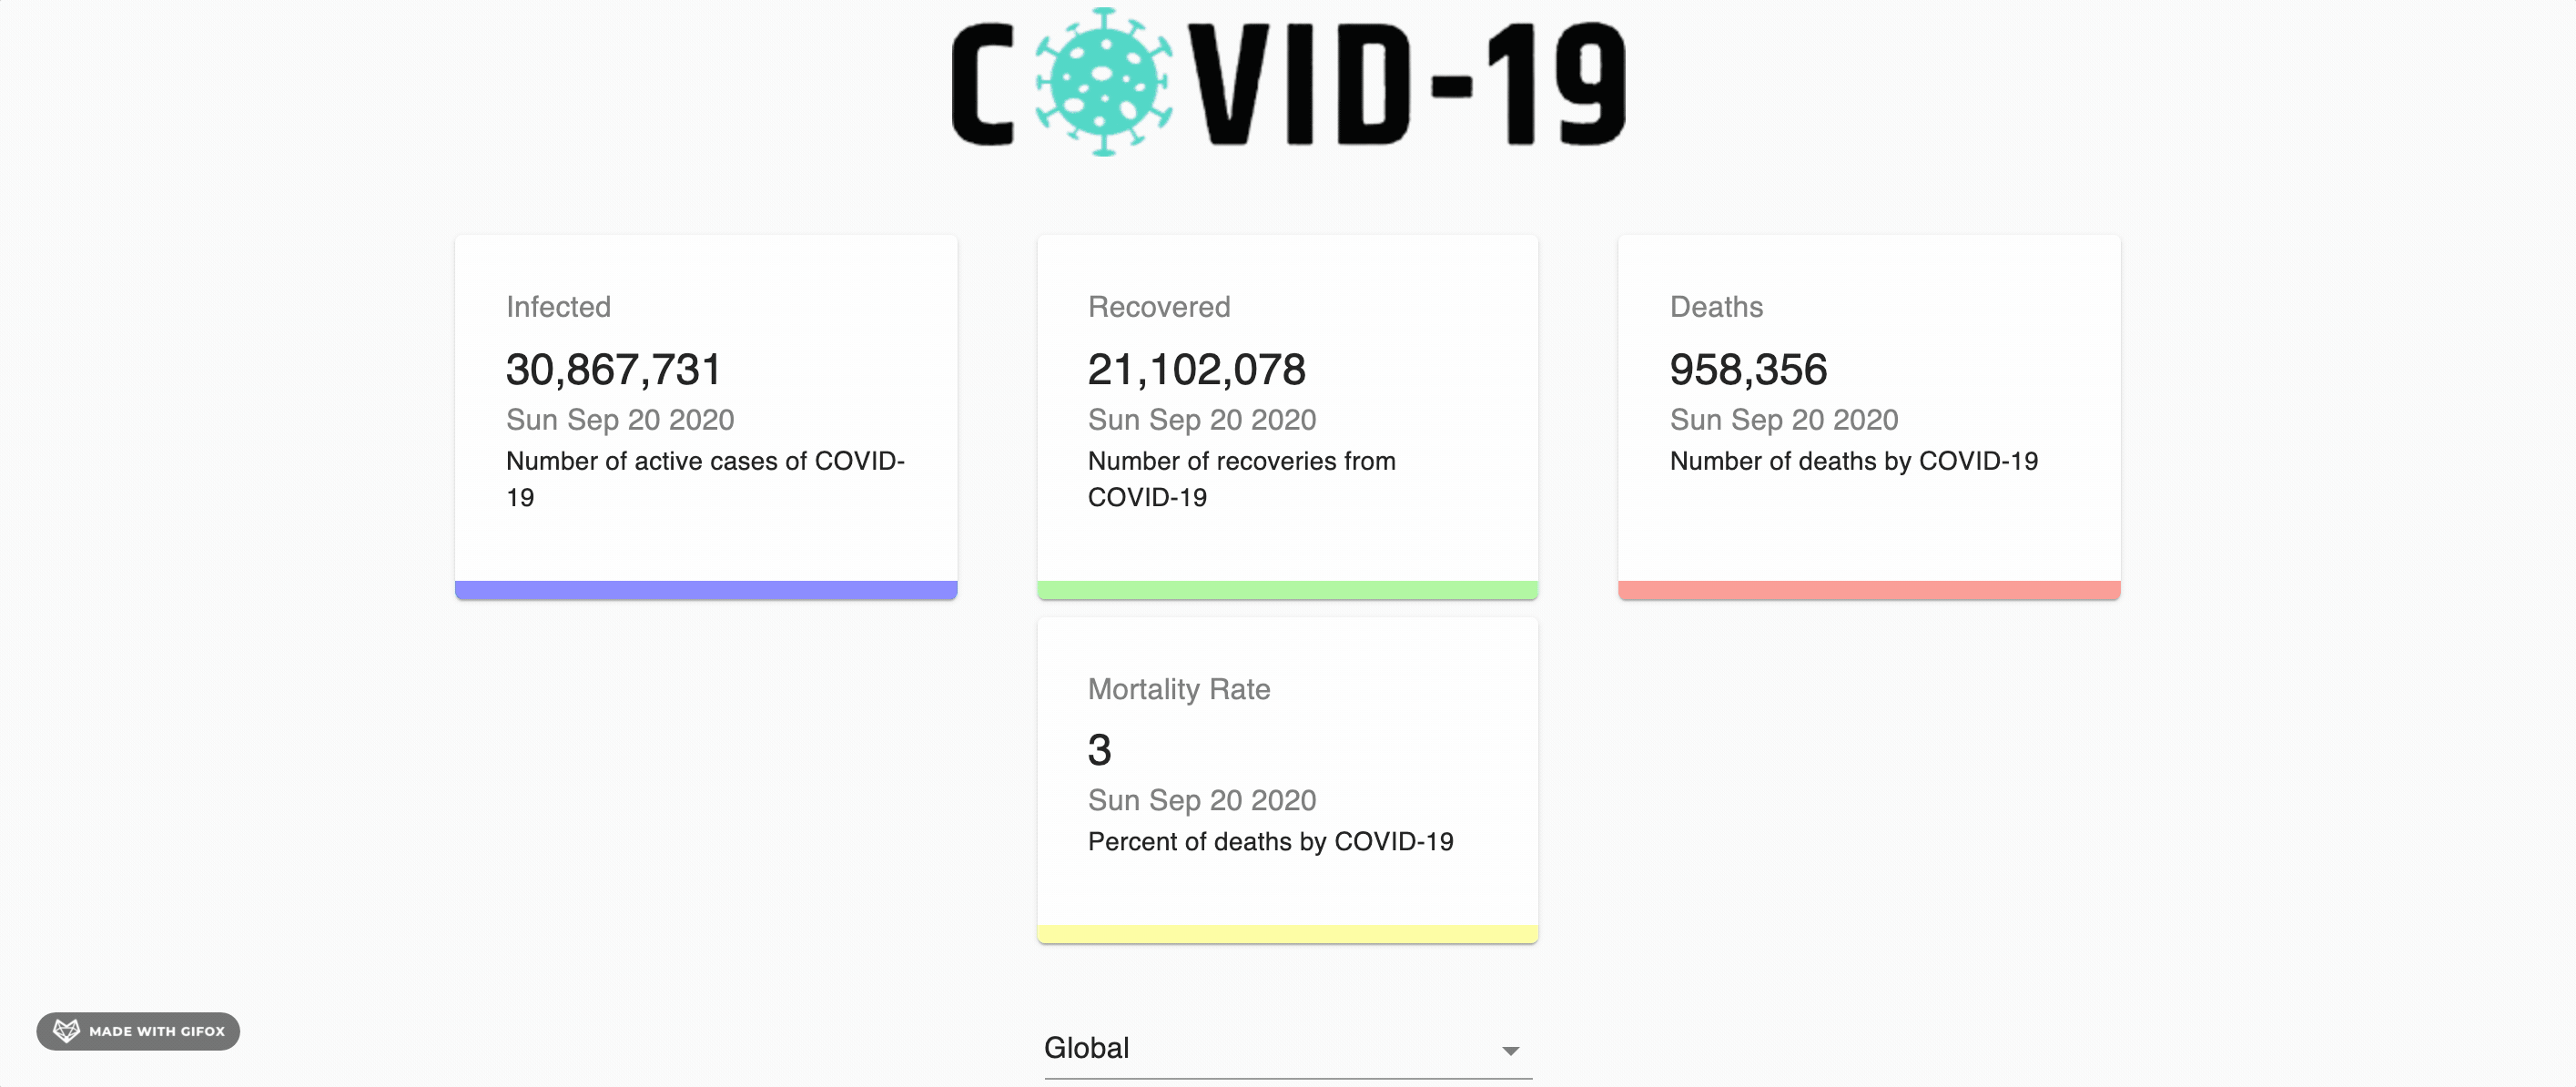 COVID-19
Infected
30,867,731
Sun Sep 20 2020
Number of active cases of COVID-
19
Recovered
21,102,078
Sun Sep 20 2020
Number of recoveries from
COVID-19
Deaths
958,356
Sun Sep 20 2020
Number of deaths by COVID-19
Mortality Rate
3
Sun Sep 20 2020
Percent of deaths by COVID-19
MADE WITH GIFOX
Global